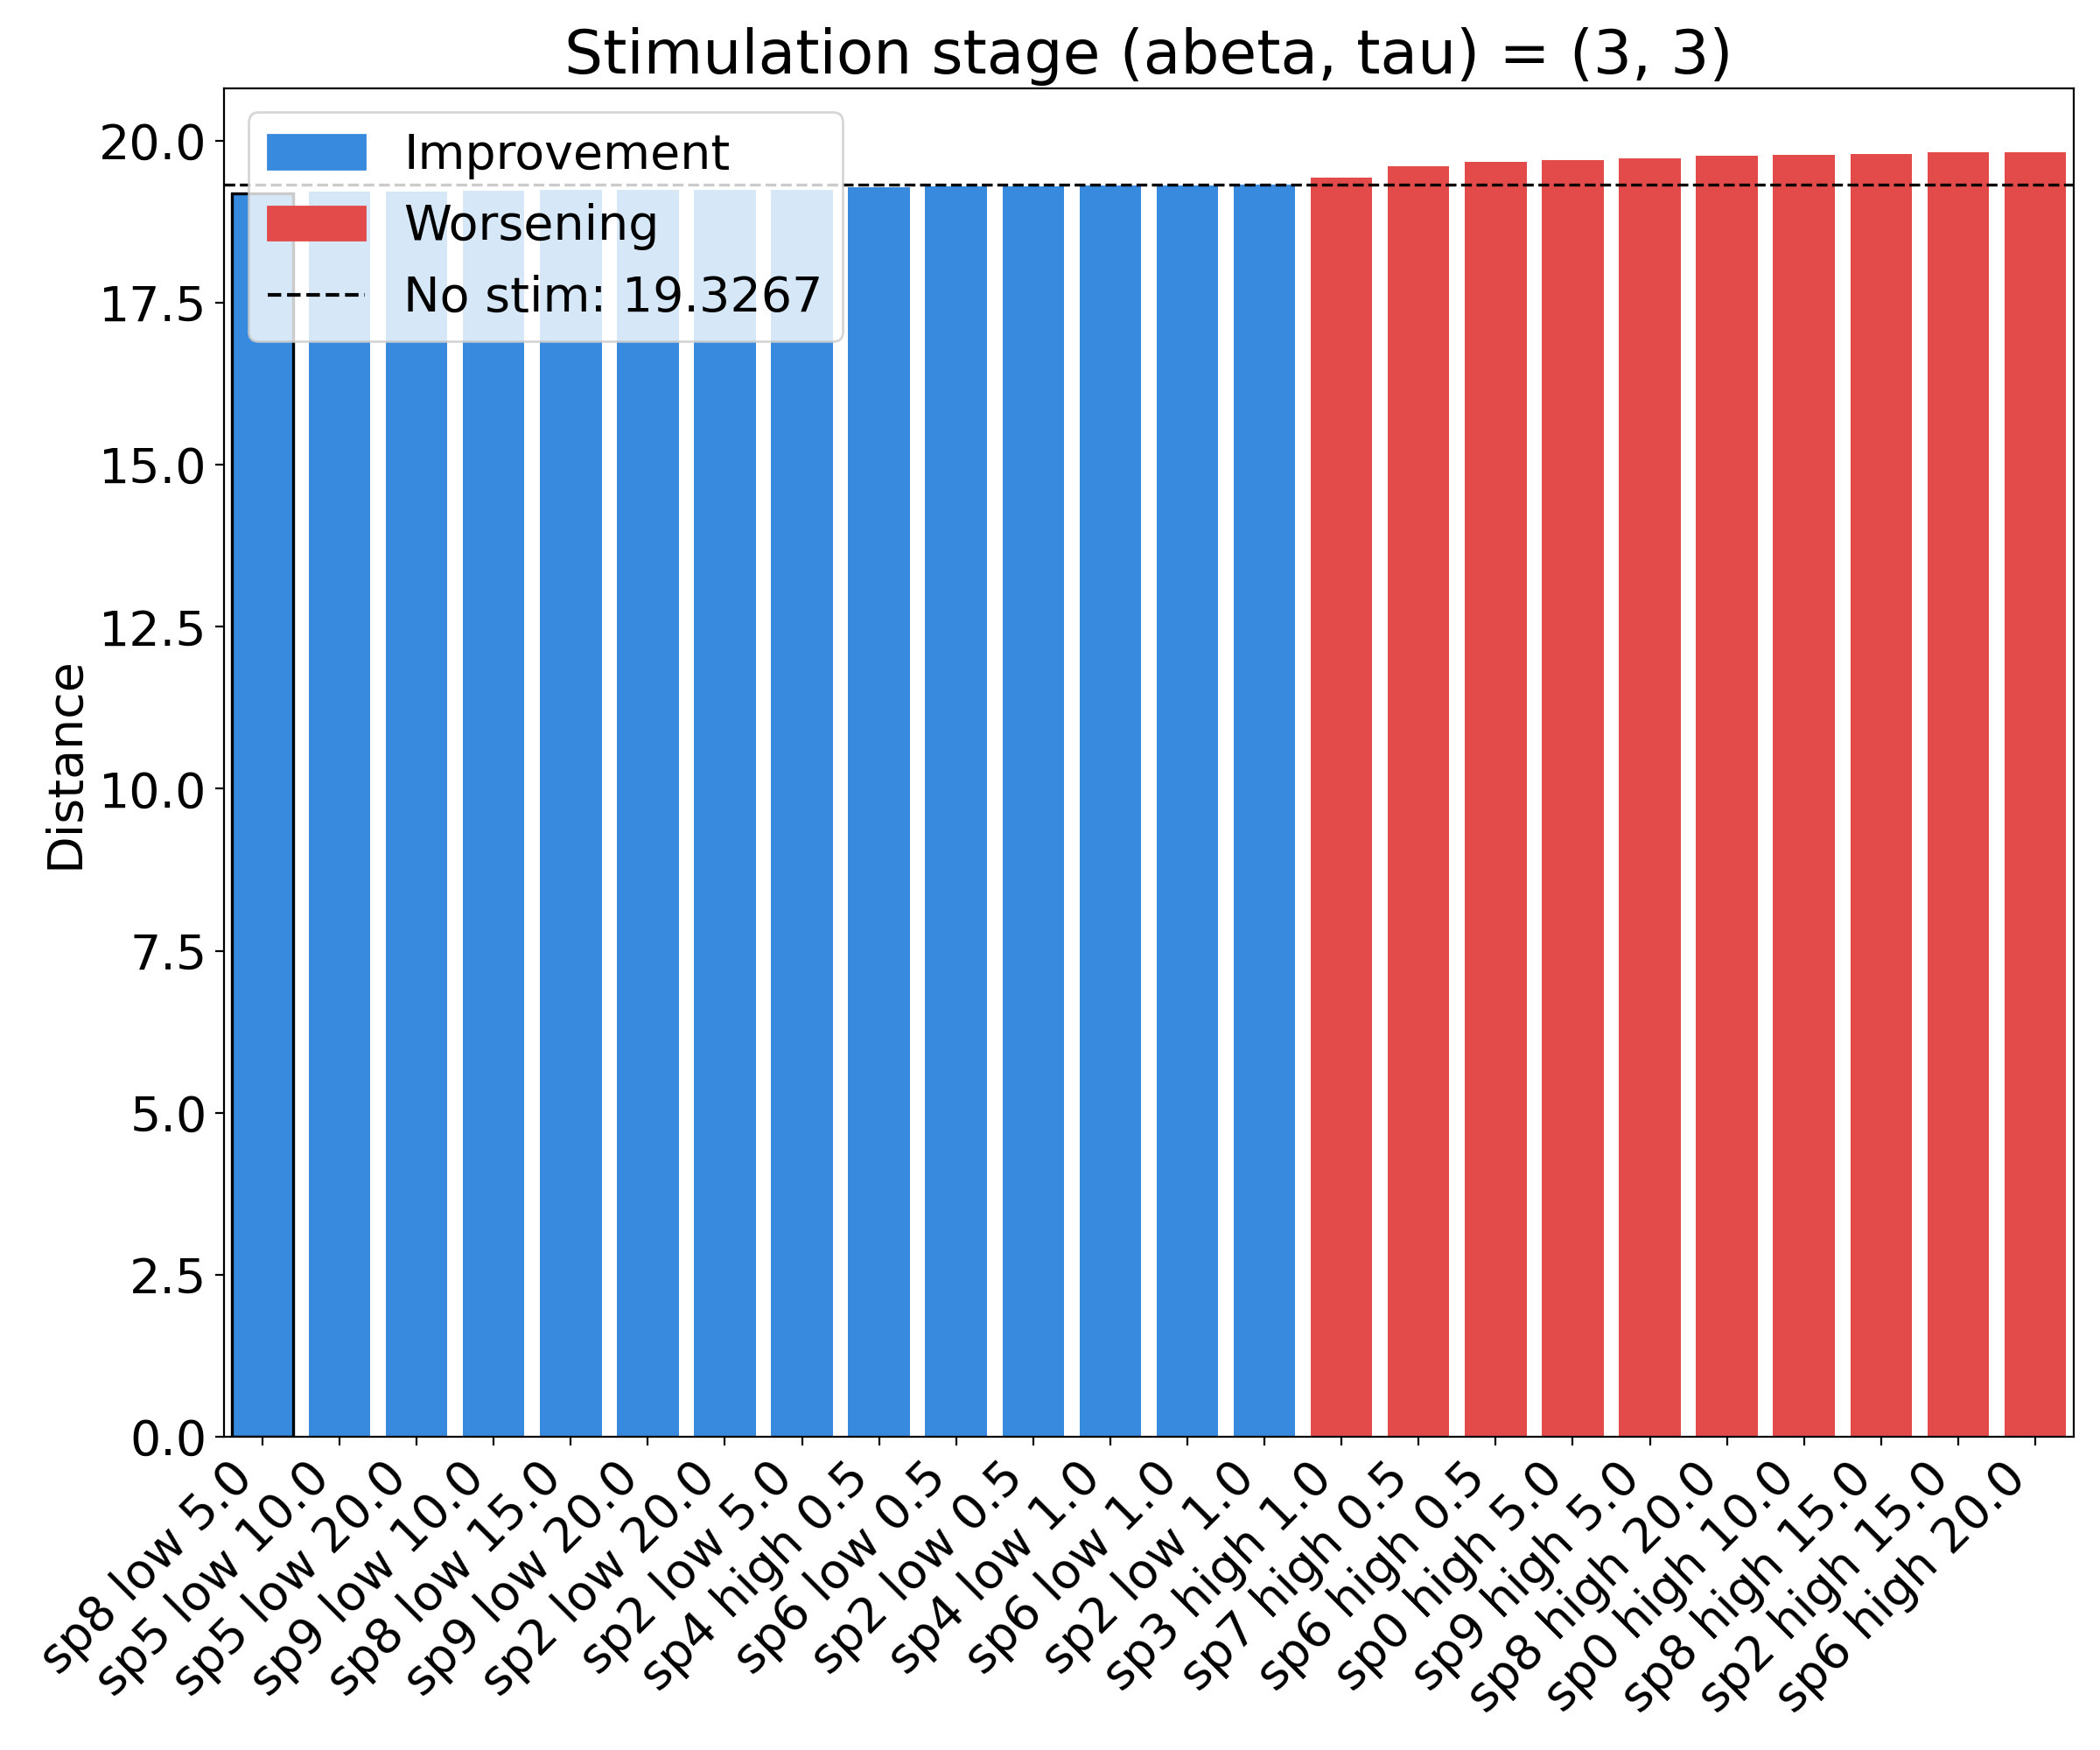 Stimulation stage (abeta, tau) = (3, 3)
Improvement
Worsening
No stim: 19.3267
Distance
20.0
17.5
15.0
12.5
10.0
7.5
5.0
2.5
0.0
sp8 low 5.0
sp5 low 10.0
sp5 low 20.0
sp9 low 10.0
sp8 low 15.0
sp9 low 20.0
sp2 low 20.0
sp2 low 5.0
sp4 high 0.5
sp6 low 0.5
sp2 low 0.5
sp4 low 1.0
sp6 low 1.0
sp2 low 1.0
sp3 high 1.0
sp7 high 0.5
sp6 high 0.5
sp0 high 5.0
sp9 high 5.0
sp8 high 20.0
sp0 high 10.0
sp8 high 15.0
sp2 high 15.0
sp6 high 20.0